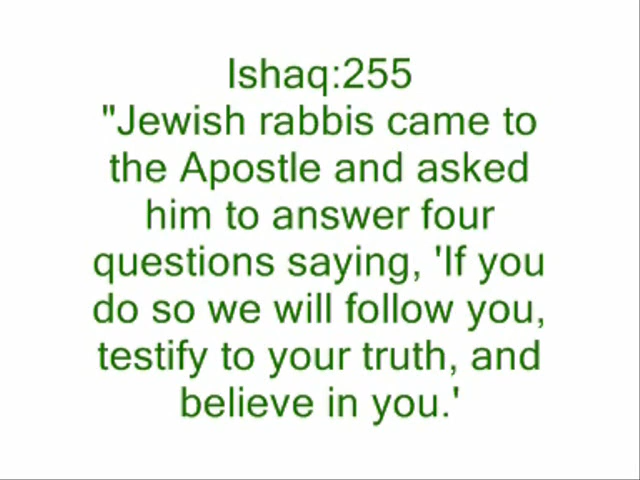 Ishaq:255
"Jewish rabbis came to
the Apostle and asked
him to answer four
questions saying, 'If you
do so we will follow you,
testify to your truth, and
believe in you.'